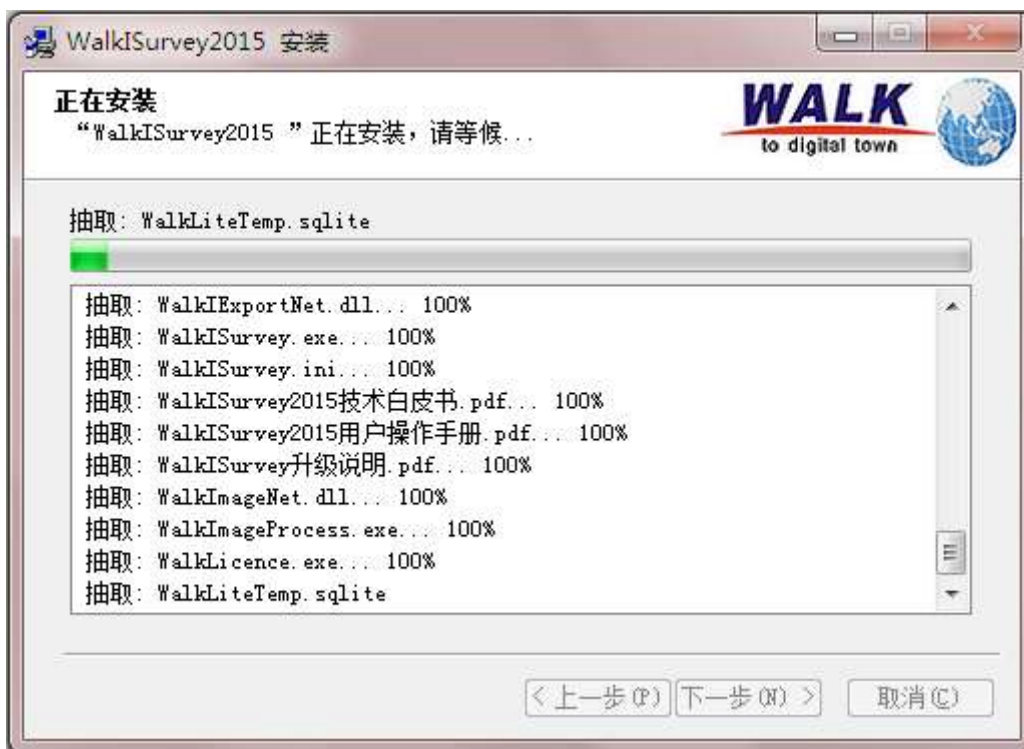 WalkISurvey2015 安装
正在安装
“WalkISurvey2015 ”正在安装，请等候...
WALK
to digital town
抽取: WalkLiteTemp.sqlite
抽取: WalkIExportNet.dll... 100%
抽取: WalkISurvey.exe... 100%
抽取: WalkISurvey.ini... 100%
抽取: WalkISurvey2015技术白皮书.pdf... 100%
抽取: WalkISurvey2015用户操作手册.pdf... 100%
抽取: WalkISurvey升级说明.pdf... 100%
抽取: WalkImageNet.dll... 100%
抽取: WalkImageProcess.exe... 100%
抽取: WalkLicence.exe... 100%
抽取: WalkLiteTemp.sqlite
< 上一步(P) 下一步(N) > 取消(C)